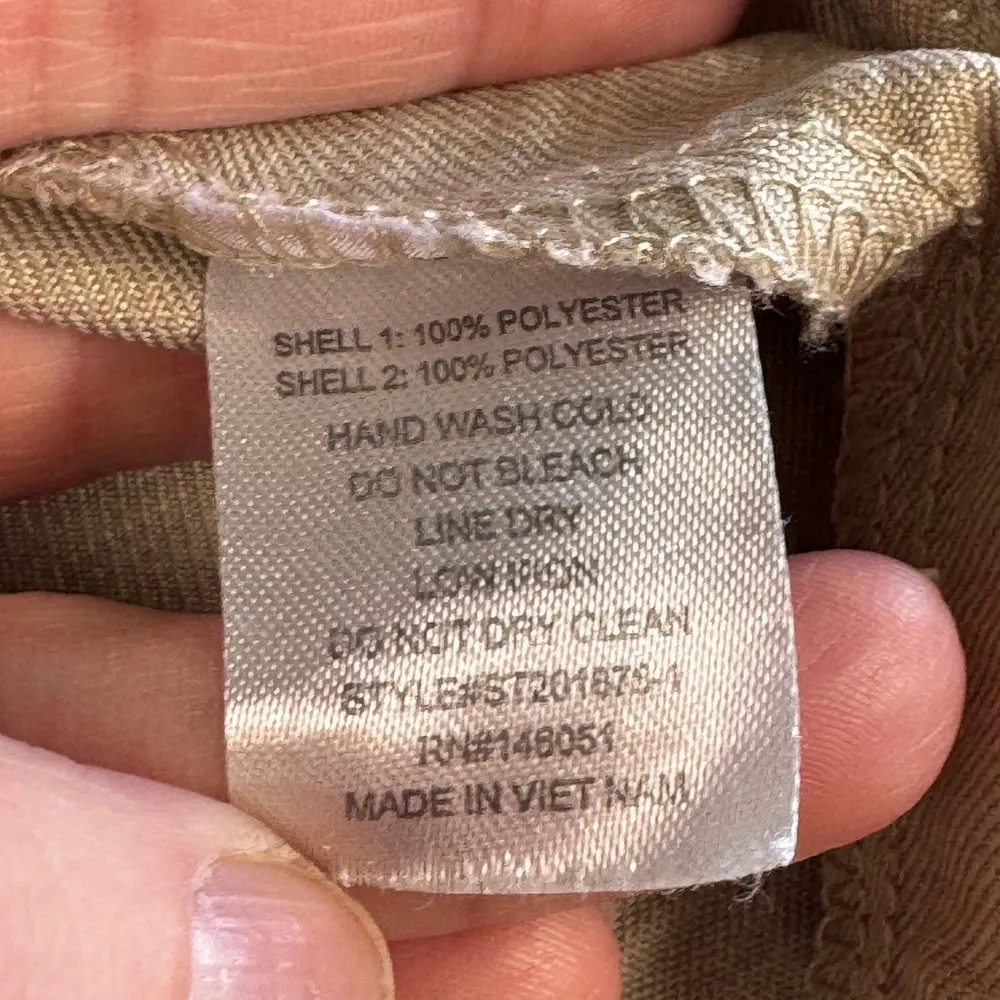 SHELL 1: 100% POLYESTER
SHELL 2: 100% POLYESTER
HAND WASH COLD
DO NOT BLEACH
LINE DRY
LOW IRON
DO NOT DRY CLEAN
RN#146051
MADE IN VIET NAM